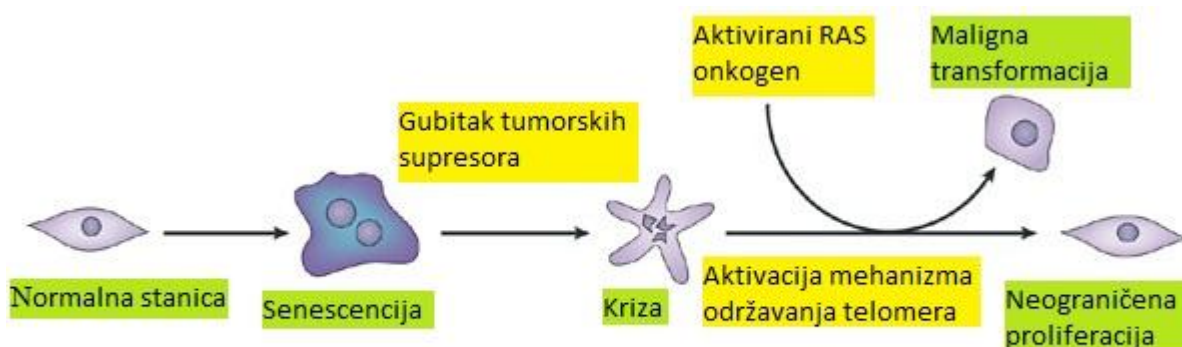 Aktivirani RAS
onkogen
Maligna
transformacija
Gubitak tumorskih
supresora
Normalna stanica
Senescencija
Kriza
Aktivacija mehanizma
održavanja telomera
Neograničena
proliferacija